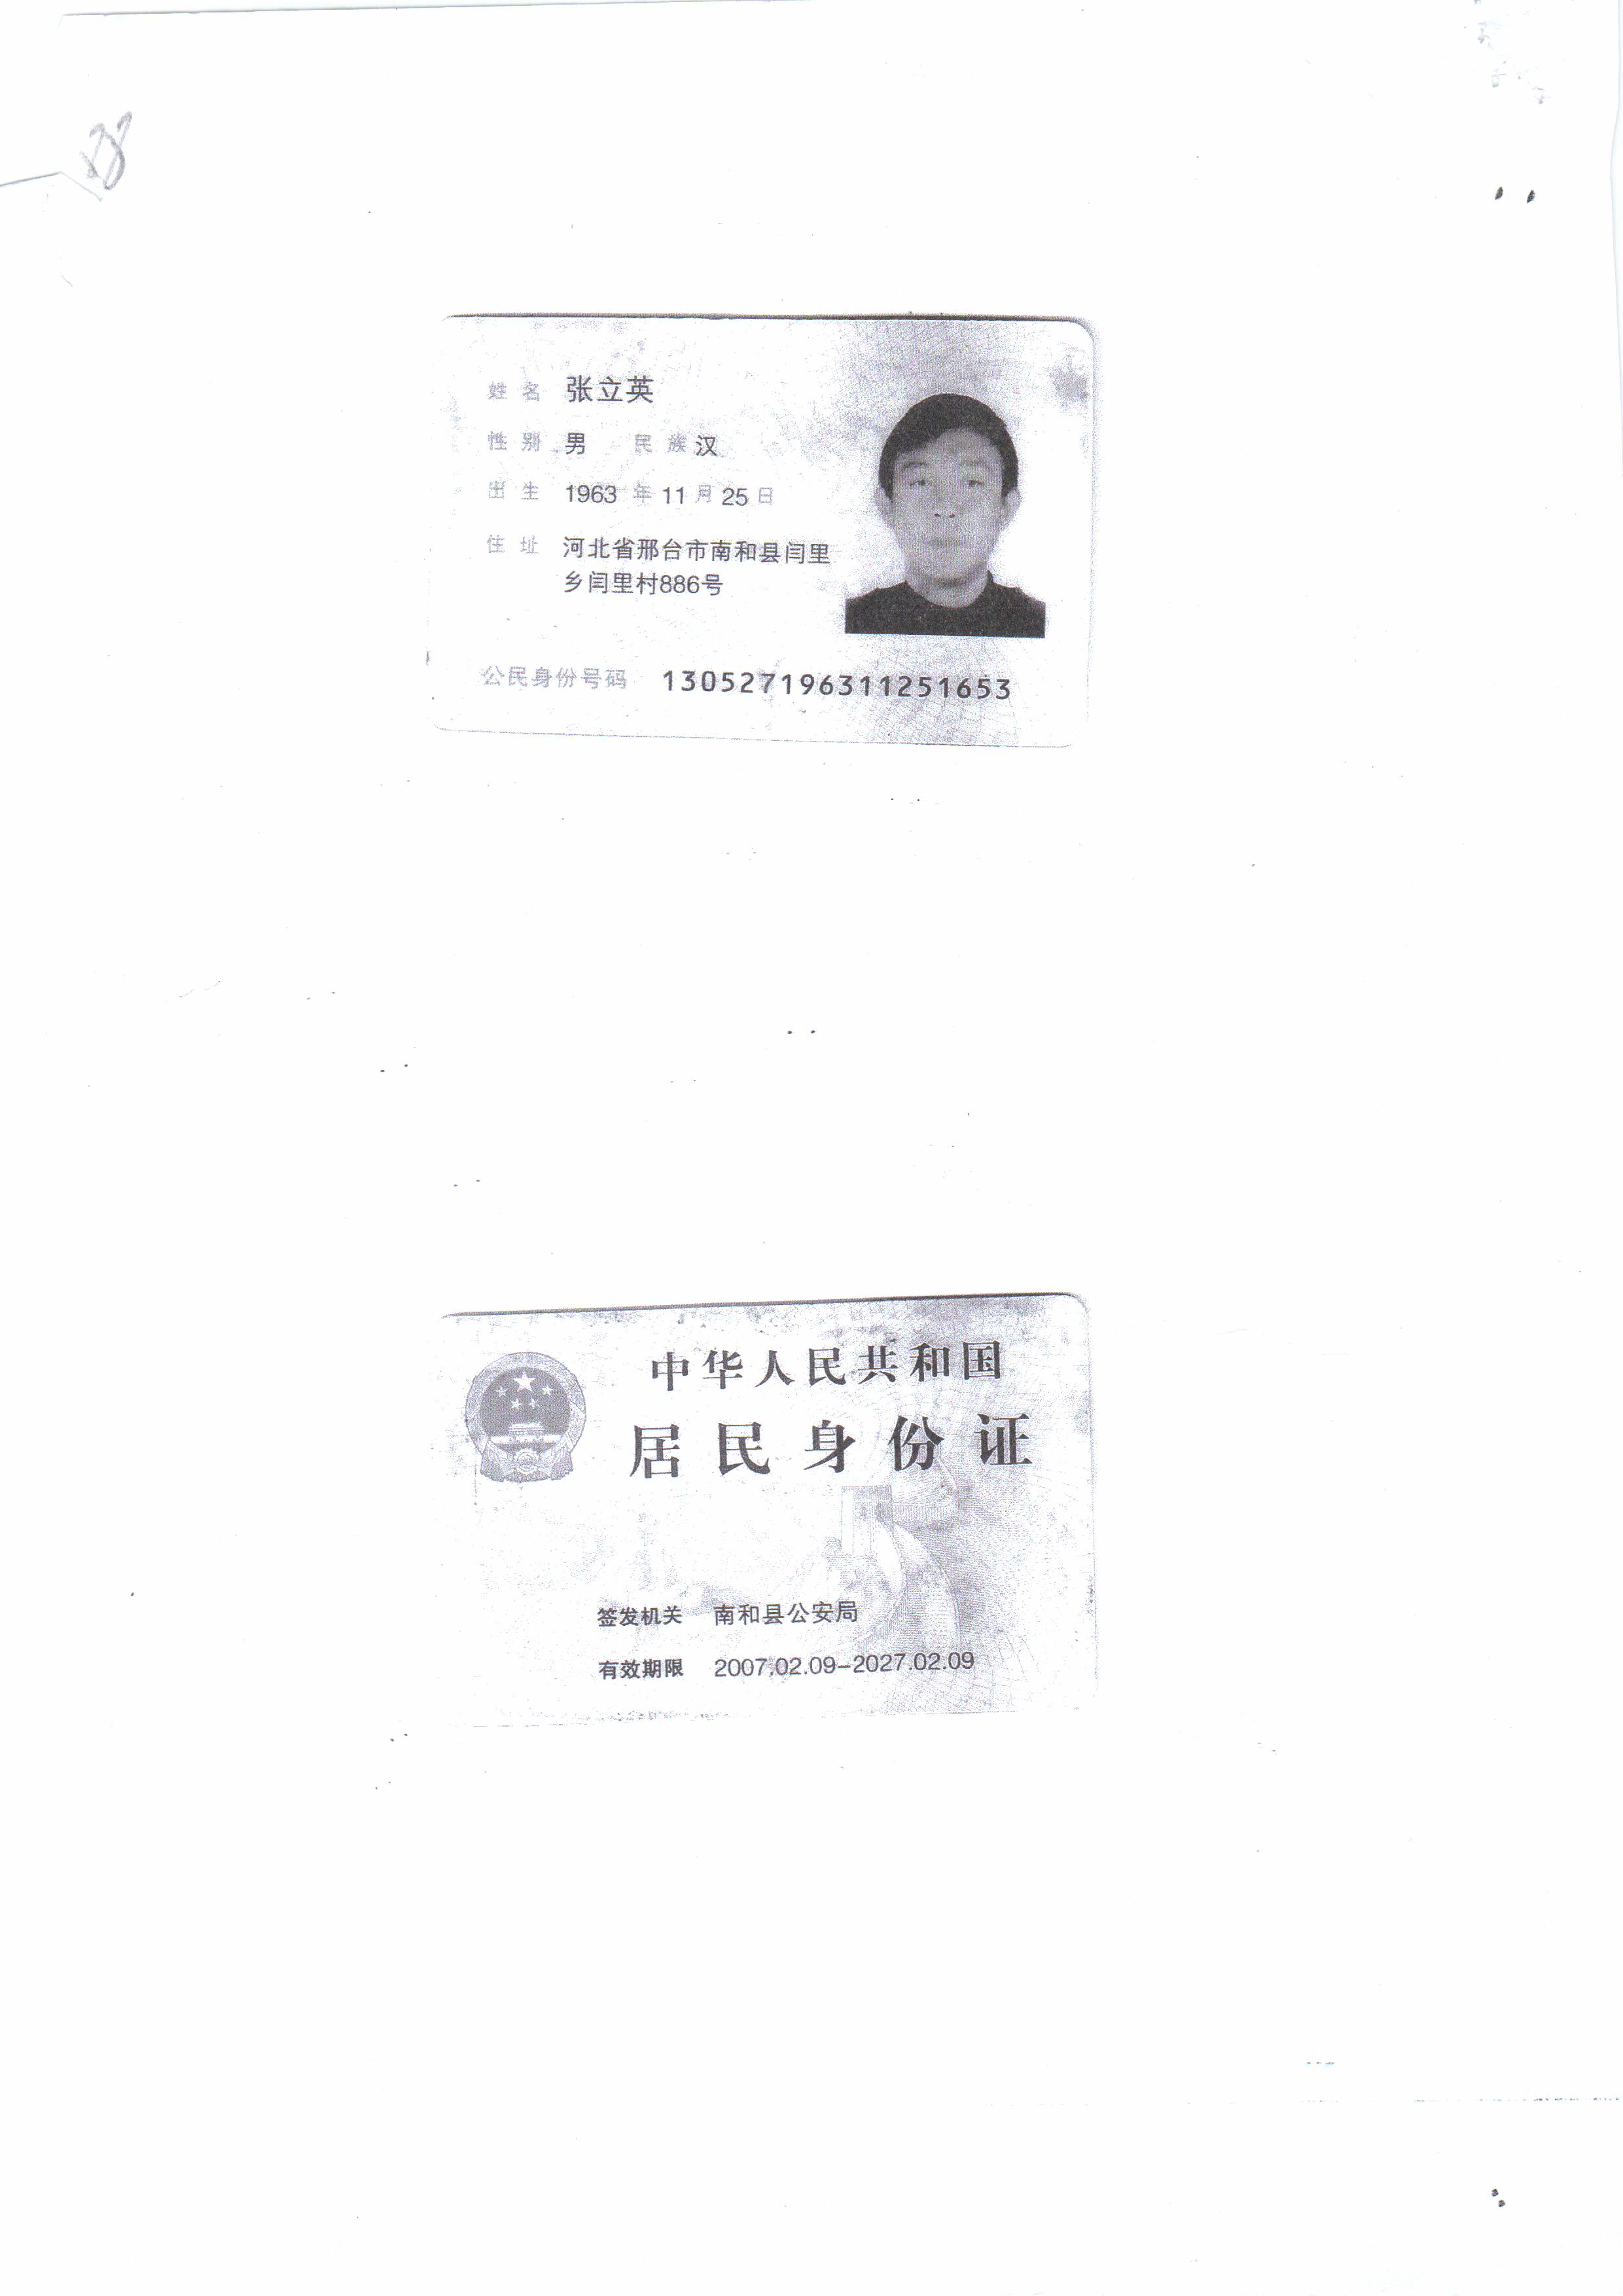 姓名 张立英
性别 男 民族 汉
出生 1963 年 11 月 25 日
住址 河北省邢台市南和县闫里
乡闫里村886号
公民身份号码 130527196311251653
中华人民共和国
居民身份证
签发机关 南和县公安局
有效期限 2007.02.09-2027.02.09